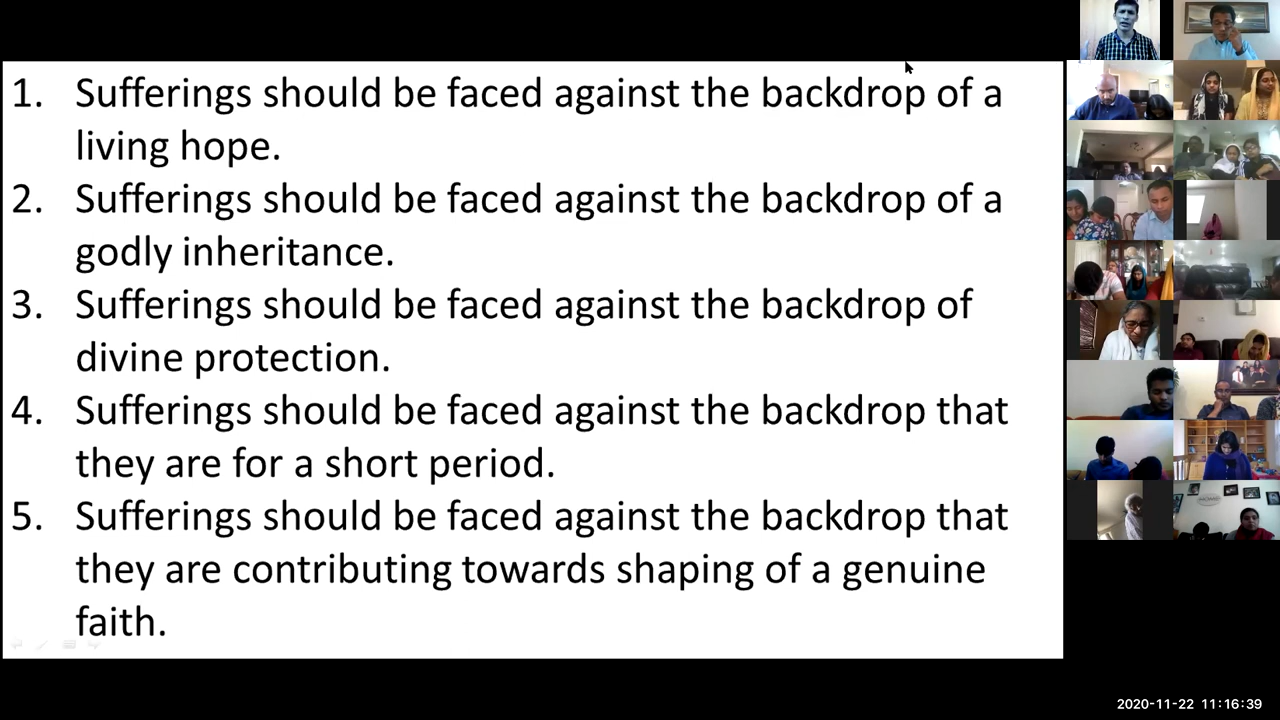 1. Sufferings should be faced against the backdrop of a
living hope.
2. Sufferings should be faced against the backdrop of a
godly inheritance.
3. Sufferings should be faced against the backdrop of
divine protection.
4. Sufferings should be faced against the backdrop that
they are for a short period.
5. Sufferings should be faced against the backdrop that
they are contributing towards shaping of a genuine
faith.
2020-11-22 11:16:39